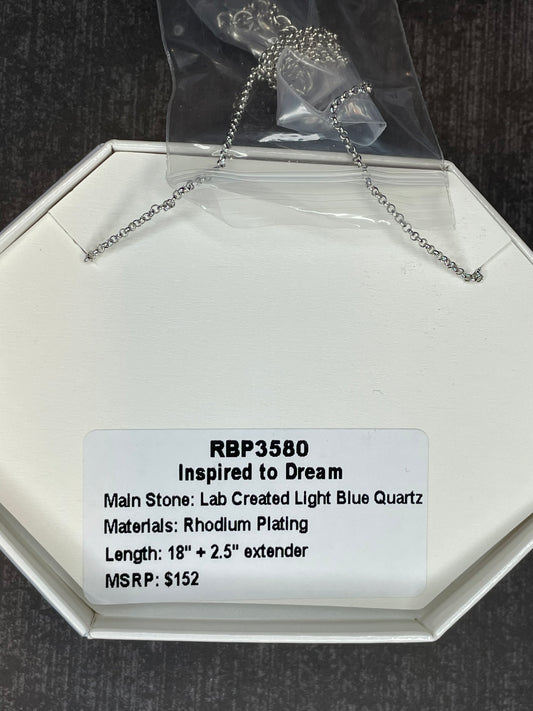 RBP3580
Inspired to Dream
Main Stone: Lab Created Light Blue Quartz
Materials: Rhodium Plating
Length: 18" + 2.5" extender
MSRP: $152